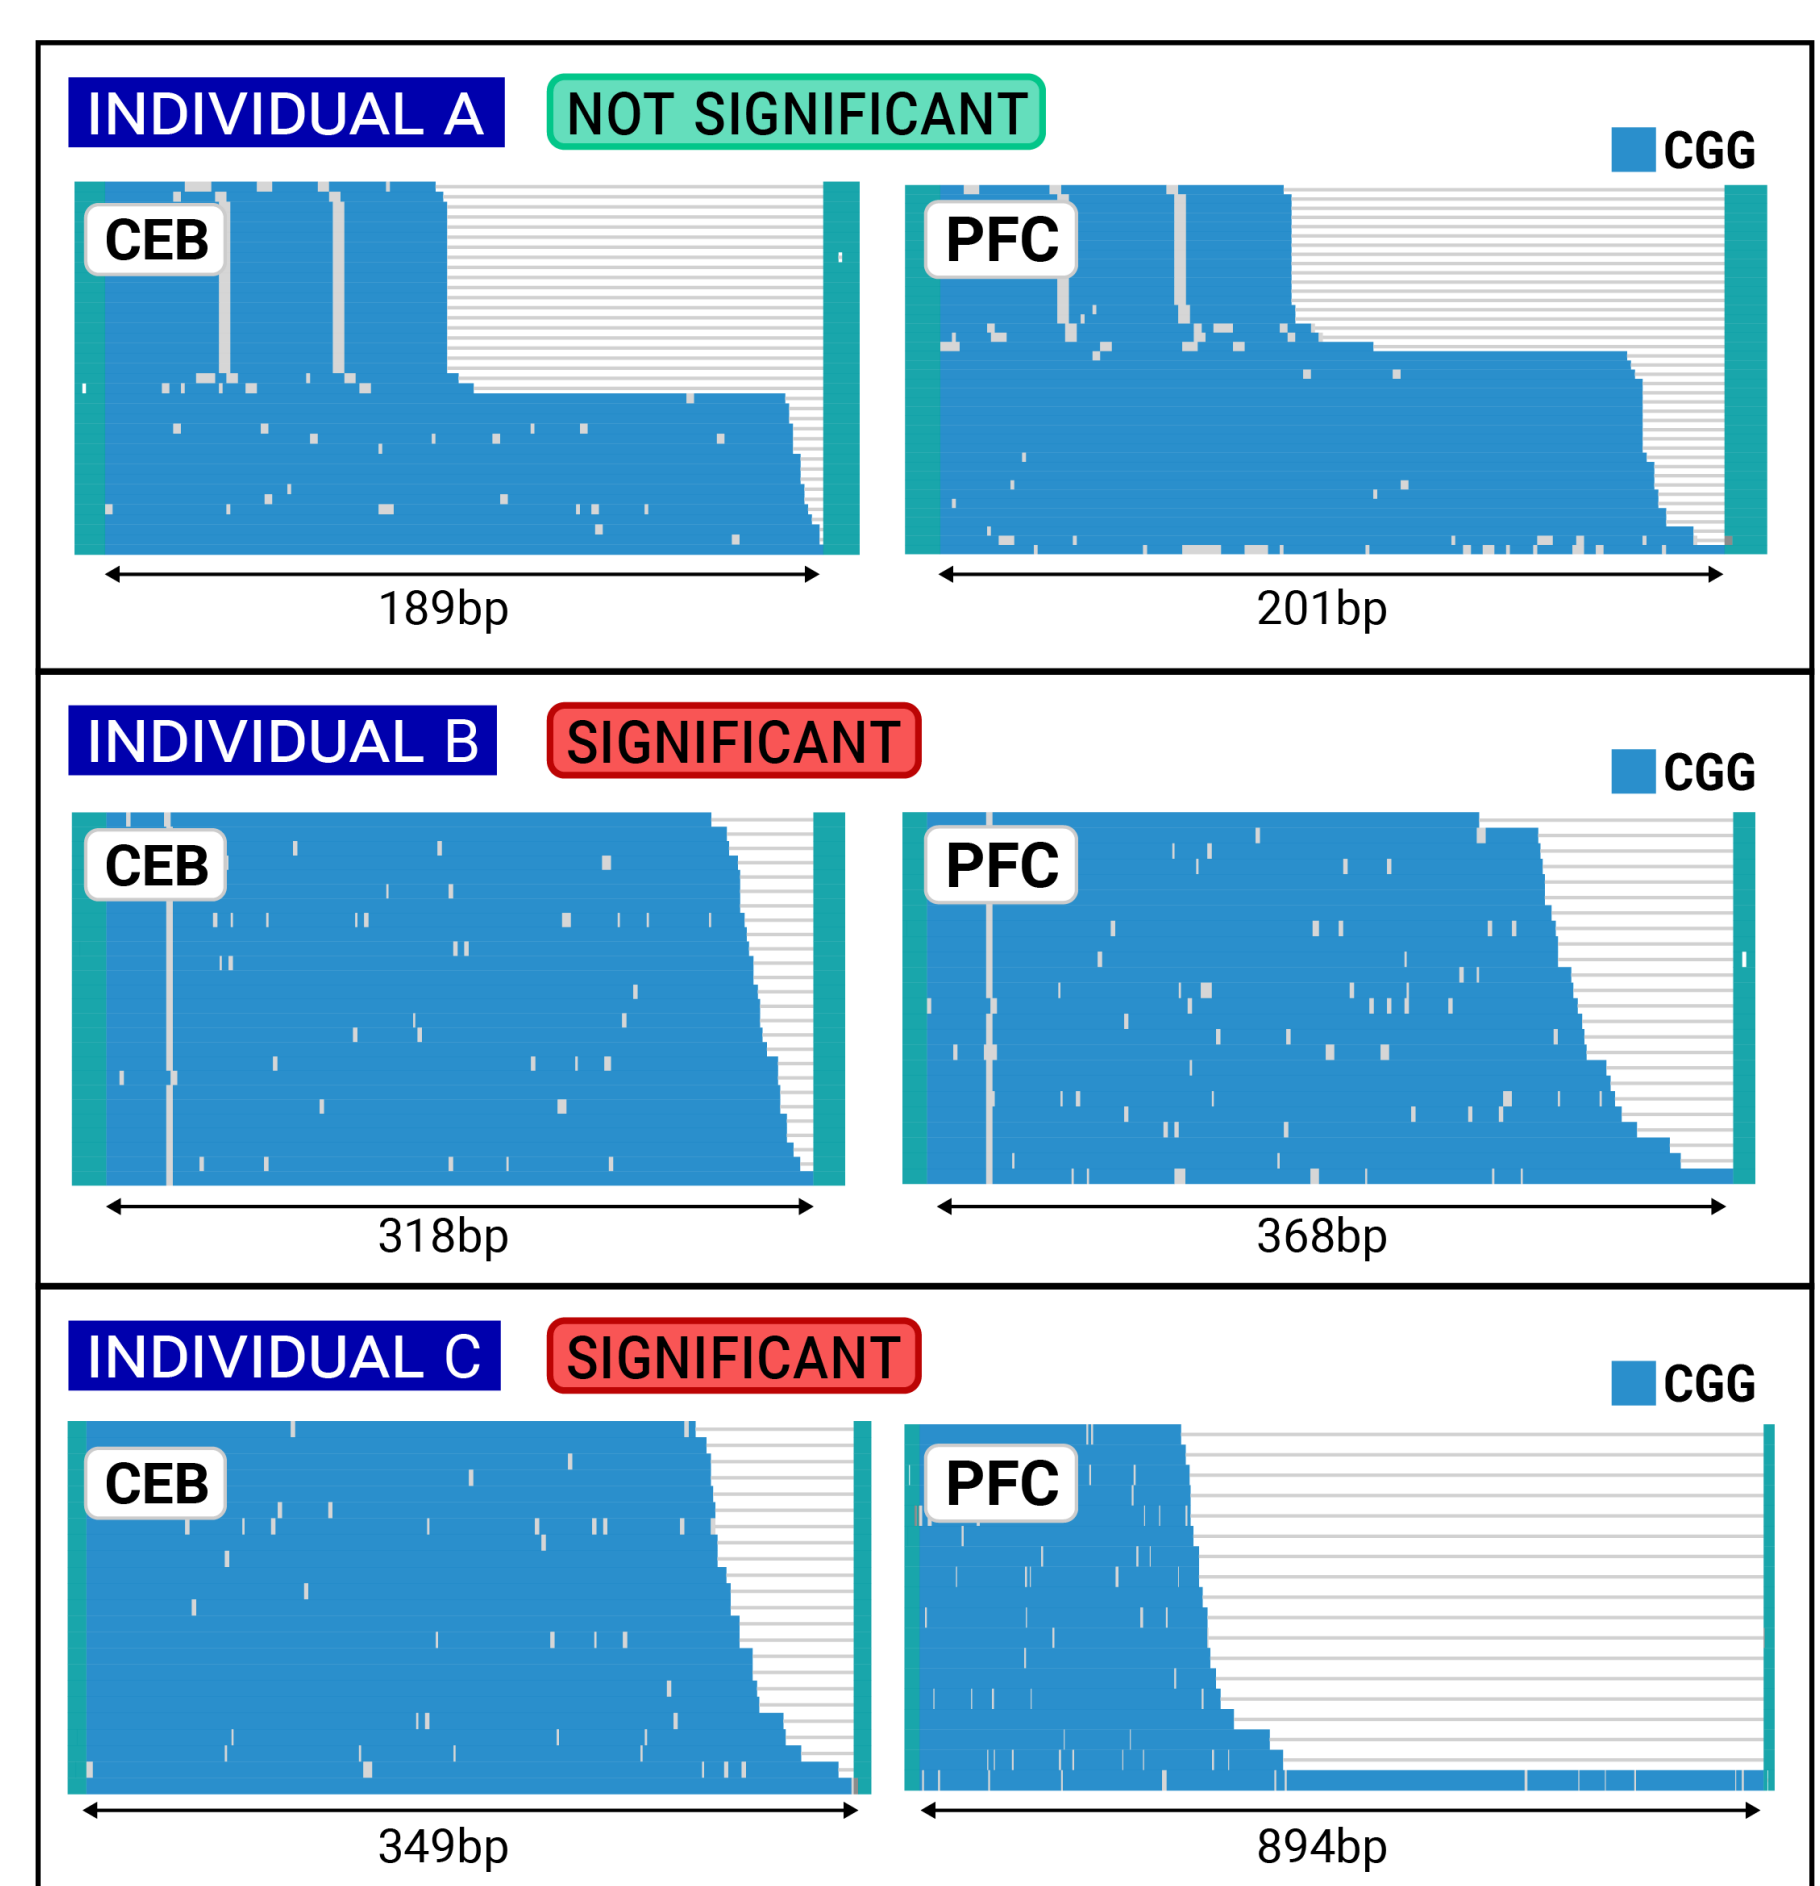 INDIVIDUAL A NOT SIGNIFICANT
CGG
CEB PFC
189bp 201bp
INDIVIDUAL B SIGNIFICANT
CGG
CEB PFC
318bp 368bp
INDIVIDUAL C SIGNIFICANT
CGG
CEB PFC
349bp 894bp